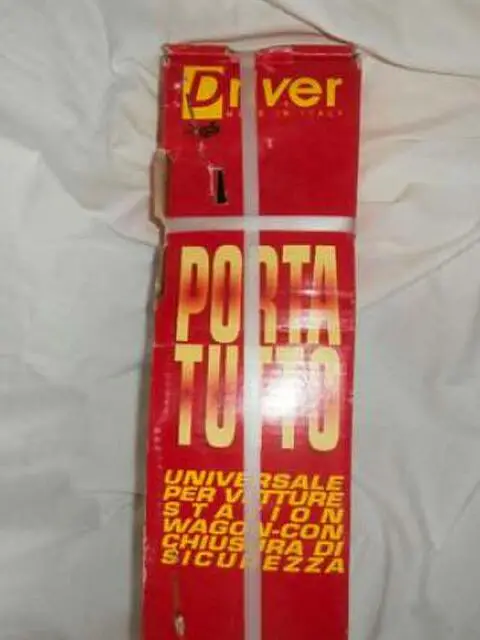 Driver
MADE IN ITALY
PORTA
TUTTO
UNIVERSALE
PER VETTURE
STATION
WAGON-CON
CHIUSURA DI
SICUREZZA